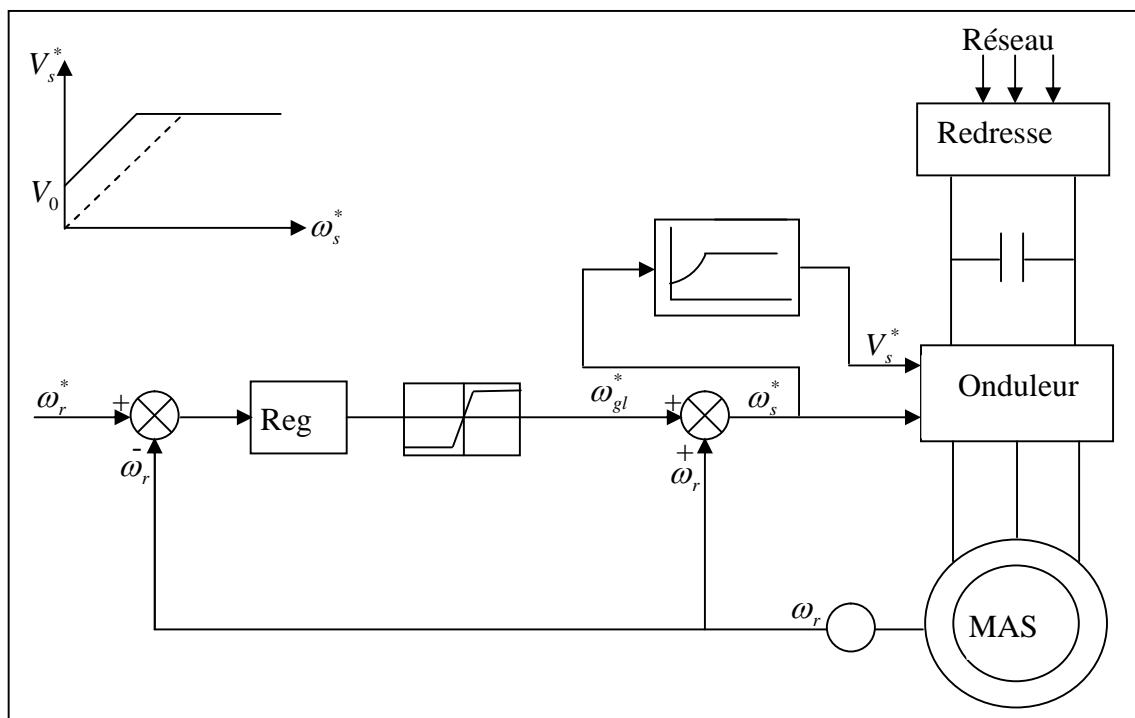 Réseau
V_s^*
Redresse
V_0
ω_s^*
V_s^*
Onduleur
ω_r^*
+
Reg
ω_gl^*
+
ω_s^*
-
ω_r
+
ω_r
ω_r
MAS